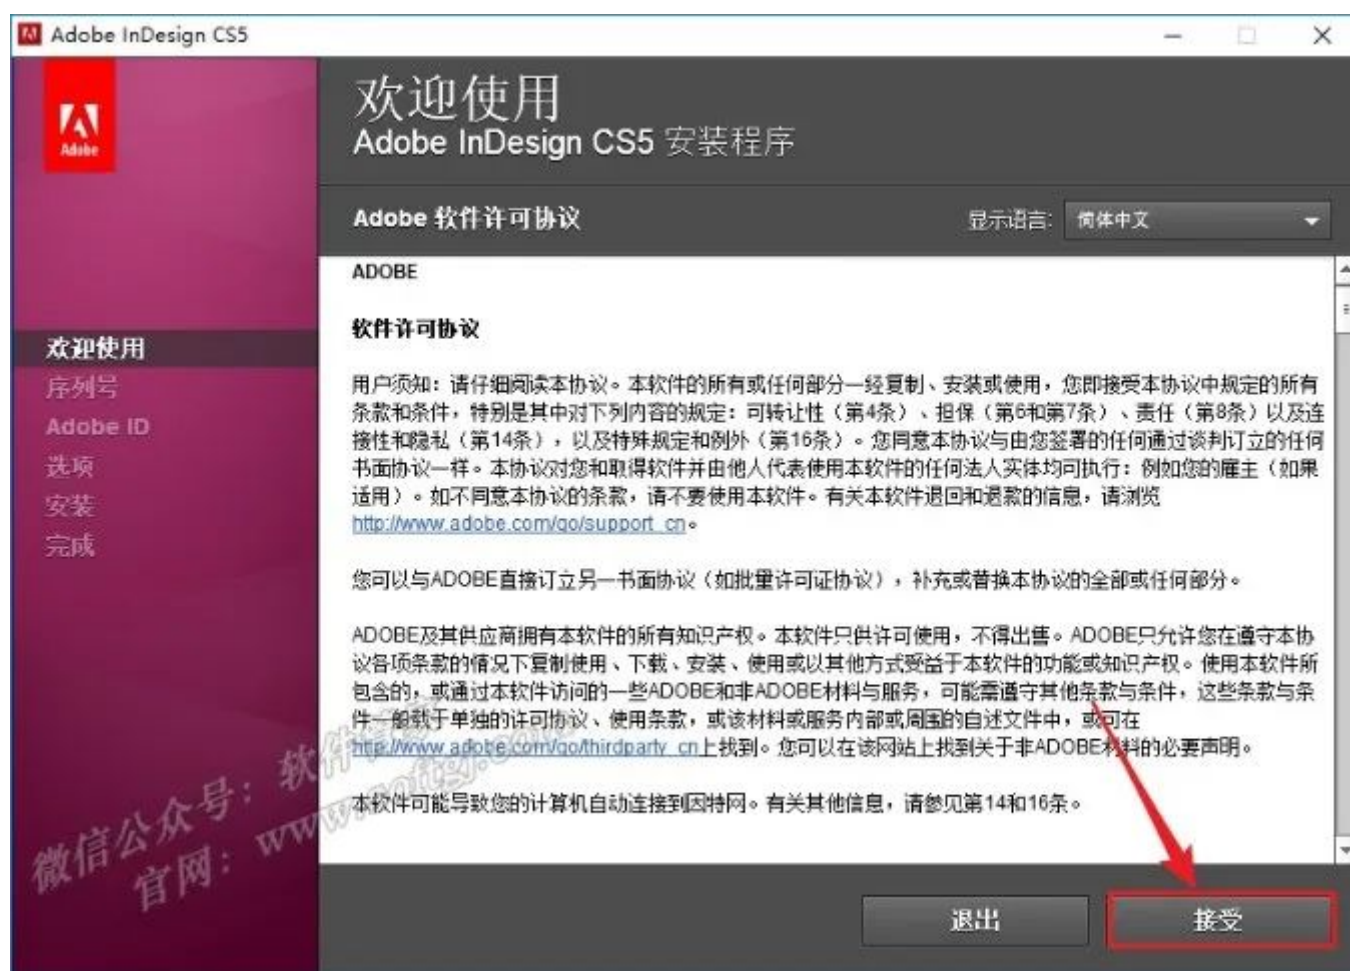 Adobe InDesign CS5
Adobe
欢迎使用
Adobe InDesign CS5 安装程序
Adobe 软件许可协议
显示语言:
简体中文
欢迎使用
序列号
Adobe ID
选项
安装
完成
ADOBE
软件许可协议
用户须知：请仔细阅读本协议。本软件的所有或任何部分一经复制、安装或使用，您即接受本协议中规定的所有
条款和条件，特别是其中对下列内容的规定：可转让性（第4条）、担保（第6和第7条）、责任（第8条）以及连
接性和隐私（第14条），以及特殊规定和例外（第16条）。您同意本协议与由您签署的任何通过谈判订立的任何
书面协议一样。本协议对您和取得软件并由他人代表使用本软件的任何法人实体均可执行：例如您的雇主（如果
适用）。如不同意本协议的条款，请不要使用本软件。有关本软件退回和退款的信息，请浏览
http://www.adobe.com/go/support_cn。
您可以与ADOBE直接订立另一书面协议（如批量许可证协议），补充或替换本协议的全部或任何部分。
ADOBE及其供应商拥有本软件的所有知识产权。本软件只供许可使用，不得出售。ADOBE只允许您在遵守本协
议各项条款的情况下复制使用、下载、安装、使用或以其他方式受益于本软件的功能或知识产权。使用本软件所
包含的，或通过本软件访问的一些ADOBE和非ADOBE材料与服务，可能需遵守其他条款与条件，这些条款与条
件一般载于单独的许可协议、使用条款，或该材料或服务内部或周围的自述文件中，或可在
http://www.adobe.com/go/thirdparty_cn上找到。您可以在该网站上找到关于非ADOBE材料的必要声明。
本软件可能导致您的计算机自动连接到因特网。有关其他信息，请参见第14和16条。
微信公众号：软件管家
官网：www.softgj.com
退出
接受